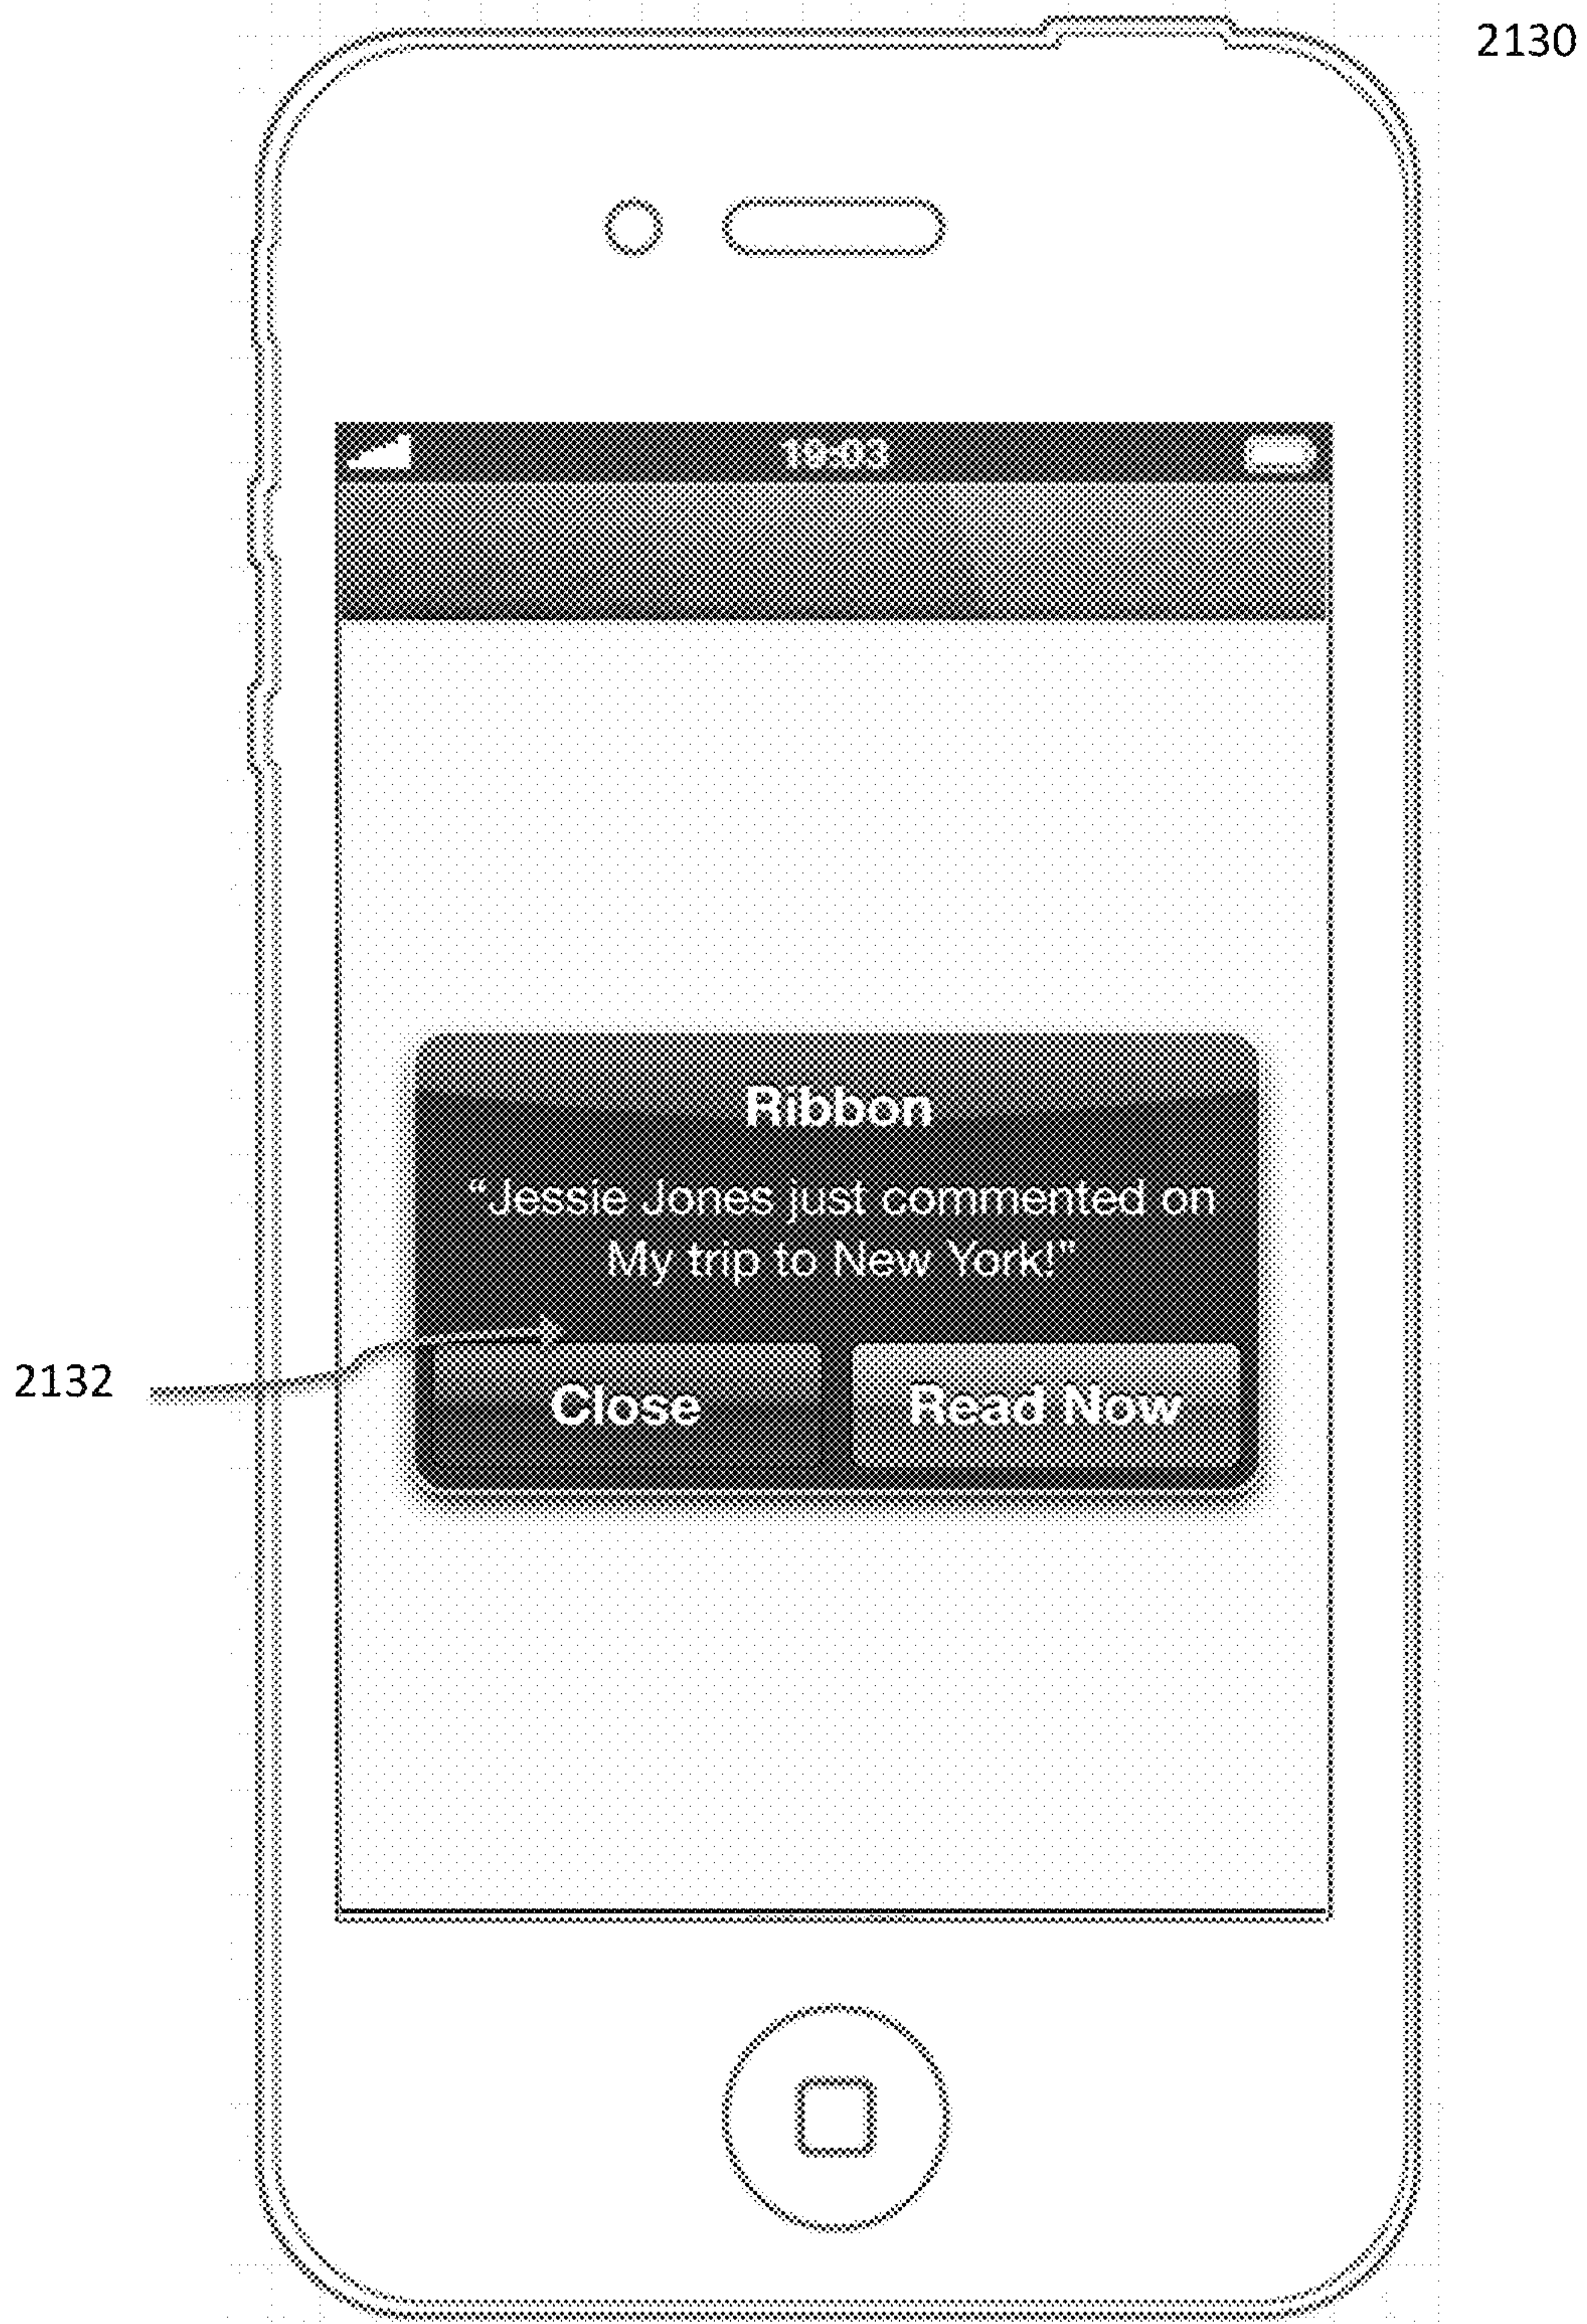 2130
19:03
Ribbon
“Jessie Jones just commented on
My trip to New York!”
2132
Close
Read Now